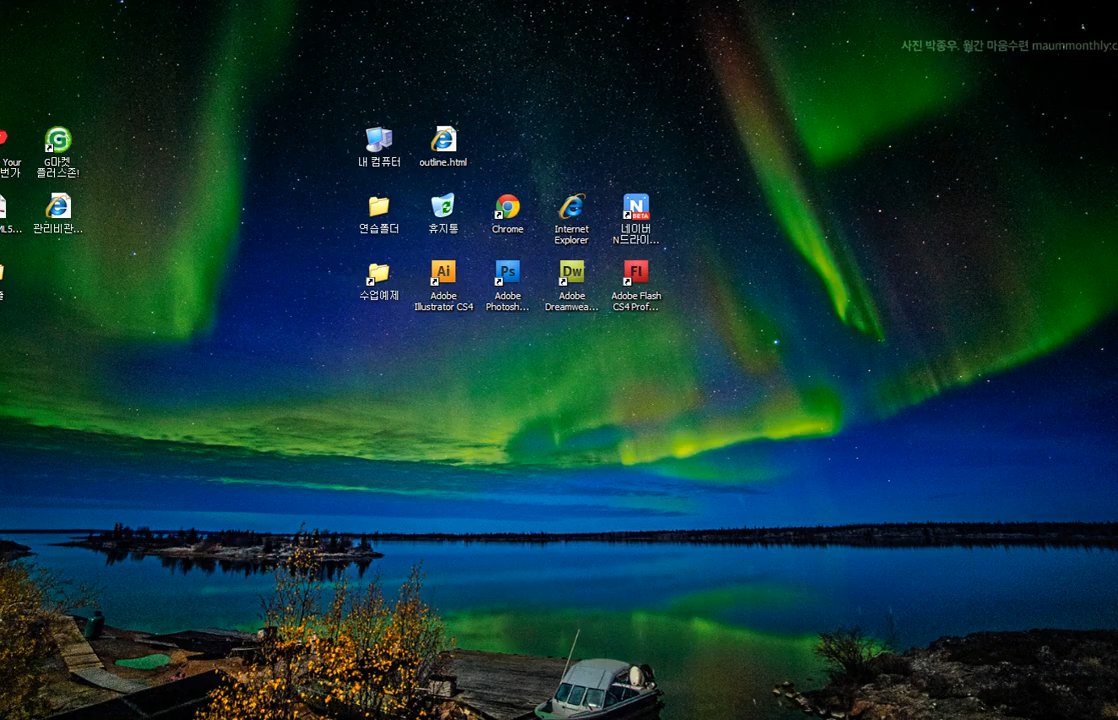 사진 박종우. 월간 마음수련 maummonthly.c
Your
번가
G마켓
플러스존!
내 컴퓨터
outline.html
ML5...
관리비관...
연습폴더
휴지통
Chrome
Internet
Explorer
네이버
N드라이...
N
BETA
수업예제
Ai
Adobe
Illustrator CS4
Ps
Adobe
Photosh...
Dw
Adobe
Dreamwea...
Fl
Adobe Flash
CS4 Prof...